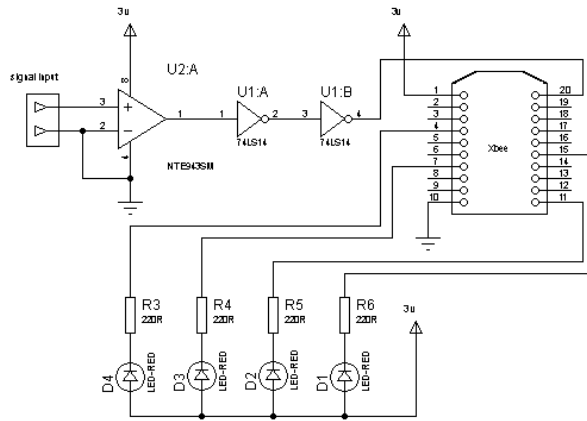 3u
3u
signal input
U2:A
8
3
2
1
4
NTE943SM
U1:A
1
2
74LS14
U1:B
3
4
74LS14
1
2
3
4
5
6
7
8
9
10
Xbee
20
19
18
17
16
15
14
13
12
11
R3
220R
R4
220R
R5
220R
R6
220R
3u
D4
LED-RED
D3
LED-RED
D2
LED-RED
D1
LED-RED